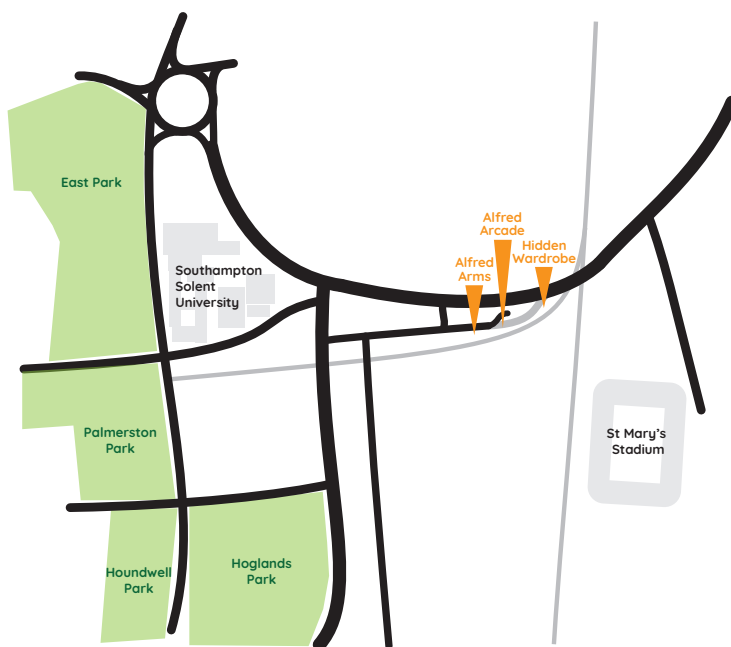 East Park
Alfred
Arcade
Hidden
Wardrobe
Alfred
Arms
Southampton
Solent
University
Palmerston
Park
St Mary's
Stadium
Houndwell
Park
Hoglands
Park